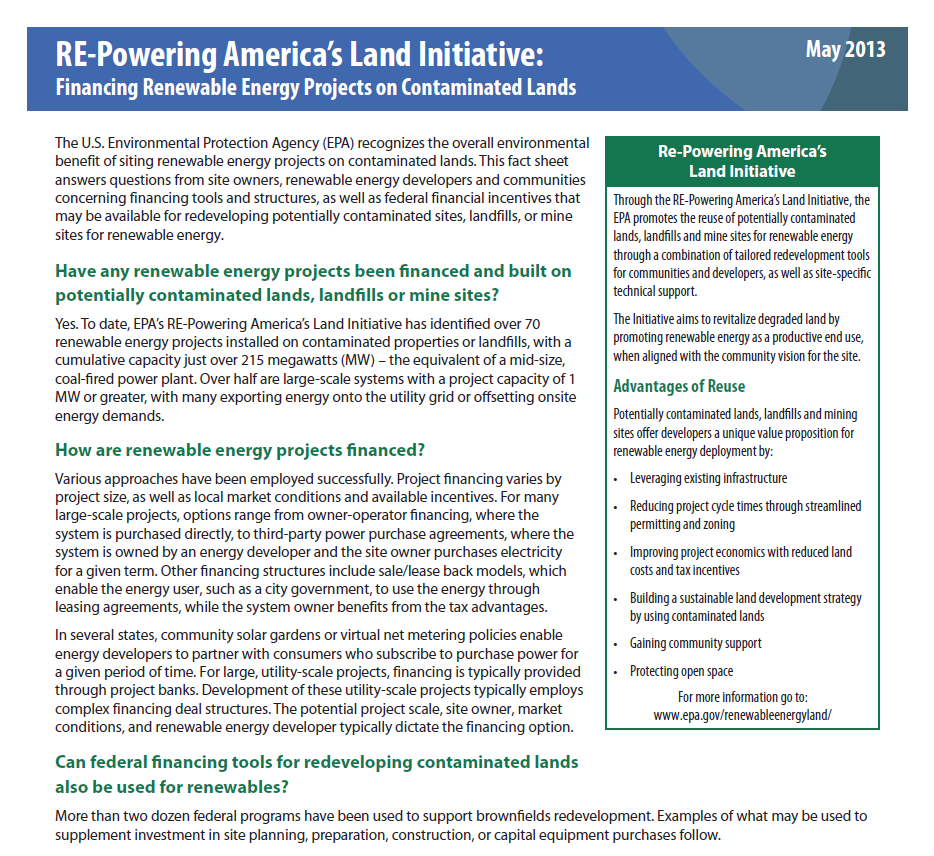 RE-Powering America’s Land Initiative:
May 2013
Financing Renewable Energy Projects on Contaminated Lands
The U.S. Environmental Protection Agency (EPA) recognizes the overall environmental
benefit of siting renewable energy projects on contaminated lands. This fact sheet
answers questions from site owners, renewable energy developers and communities
concerning financing tools and structures, as well as federal financial incentives that
may be available for redeveloping potentially contaminated sites, landfills, or mine
sites for renewable energy.
Have any renewable energy projects been financed and built on
potentially contaminated lands, landfills or mine sites?
Yes. To date, EPA’s RE-Powering America’s Land Initiative has identified over 70
renewable energy projects installed on contaminated properties or landfills, with a
cumulative capacity just over 215 megawatts (MW) – the equivalent of a mid-size,
coal-fired power plant. Over half are large-scale systems with a project capacity of 1
MW or greater, with many exporting energy onto the utility grid or offsetting onsite
energy demands.
How are renewable energy projects financed?
Various approaches have been employed successfully. Project financing varies by
project size, as well as local market conditions and available incentives. For many
large-scale projects, options range from owner-operator financing, where the
system is purchased directly, to third-party power purchase agreements, where the
system is owned by an energy developer and the site owner purchases electricity
for a given term. Other financing structures include sale/lease back models, which
enable the energy user, such as a city government, to use the energy through
leasing agreements, while the system owner benefits from the tax advantages.
In several states, community solar gardens or virtual net metering policies enable
energy developers to partner with consumers who subscribe to purchase power for
a given period of time. For large, utility-scale projects, financing is typically provided
through project banks. Development of these utility-scale projects typically employs
complex financing deal structures. The potential project scale, site owner, market
conditions, and renewable energy developer typically dictate the financing option.
Can federal financing tools for redeveloping contaminated lands
also be used for renewables?
More than two dozen federal programs have been used to support brownfields redevelopment. Examples of what may be used to
supplement investment in site planning, preparation, construction, or capital equipment purchases follow.
Re-Powering America’s
Land Initiative
Through the RE-Powering America’s Land Initiative, the
EPA promotes the reuse of potentially contaminated
lands, landfills and mine sites for renewable energy
through a combination of tailored redevelopment tools
for communities and developers, as well as site-specific
technical support.
The Initiative aims to revitalize degraded land by
promoting renewable energy as a productive end use,
when aligned with the community vision for the site.
Advantages of Reuse
Potentially contaminated lands, landfills and mining
sites offer developers a unique value proposition for
renewable energy deployment by:
• Leveraging existing infrastructure
• Reducing project cycle times through streamlined
permitting and zoning
• Improving project economics with reduced land
costs and tax incentives
• Building a sustainable land development strategy
by using contaminated lands
• Gaining community support
• Protecting open space
For more information go to:
www.epa.gov/renewableenergyland/